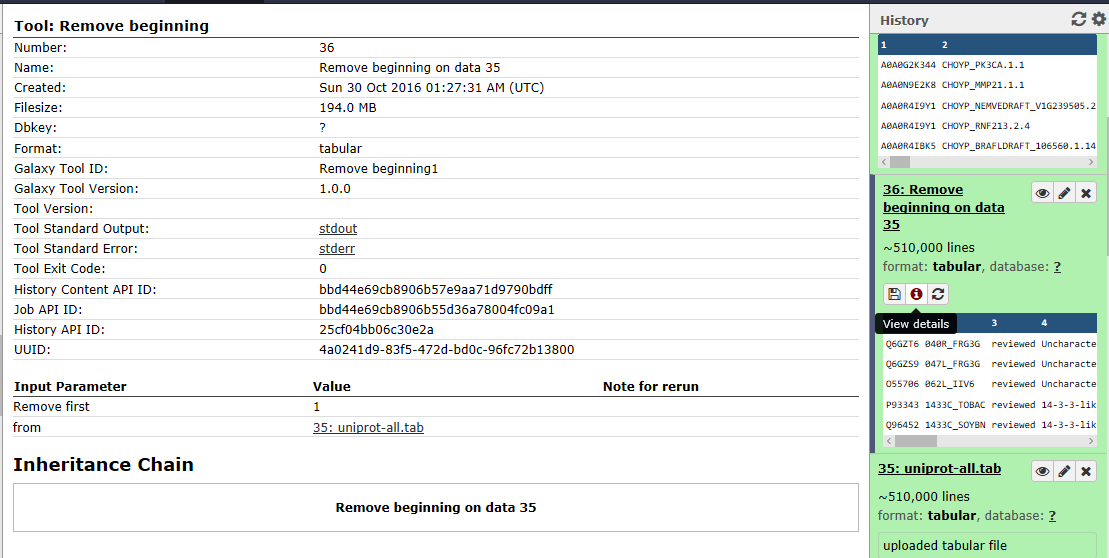 Tool: Remove beginning
Number: 36
Name: Remove beginning on data 35
Created: Sun 30 Oct 2016 01:27:31 AM (UTC)
Filesize: 194.0 MB
Dbkey: ?
Format: tabular
Galaxy Tool ID: Remove beginning1
Galaxy Tool Version: 1.0.0
Tool Version:
Tool Standard Output: stdout
Tool Standard Error: stderr
Tool Exit Code: 0
History Content API ID: bbd44e69cb8906b57e9aa71d9790bdff
Job API ID: bbd44e69cb8906b55d36a78004fc09a1
History API ID: 25cf04bb06c30e2a
UUID: 4a0241d9-83f5-472d-bd0c-96fc72b13800
Input Parameter Value Note for rerun
Remove first 1
from 35: uniprot-all.tab
Inheritance Chain
Remove beginning on data 35
History
1 2
A0A0G2K344 CHOYP_PK3CA.1.1
A0A0N9E2K8 CHOYP_MMP21.1.1
A0A0R4I9Y1 CHOYP_NEMVEDRAFT_V1G239505.2
A0A0R4I9Y1 CHOYP_RNF213.2.4
A0A0R4IBK5 CHOYP_BRAFLDRAFT_106560.1.14
36: Remove
beginning on data
35
~510,000 lines
format: tabular, database: ?
View details
3 4
Q6GZT6 040R_FRG3G reviewed Uncharacte
Q6GZS9 047L_FRG3G reviewed Uncharacte
O55706 062L_IIV6 reviewed Uncharacte
P93343 1433C_TOBAC reviewed 14-3-3-lik
Q96452 1433C_SOYBN reviewed 14-3-3-lik
35: uniprot-all.tab
~510,000 lines
format: tabular, database: ?
uploaded tabular file